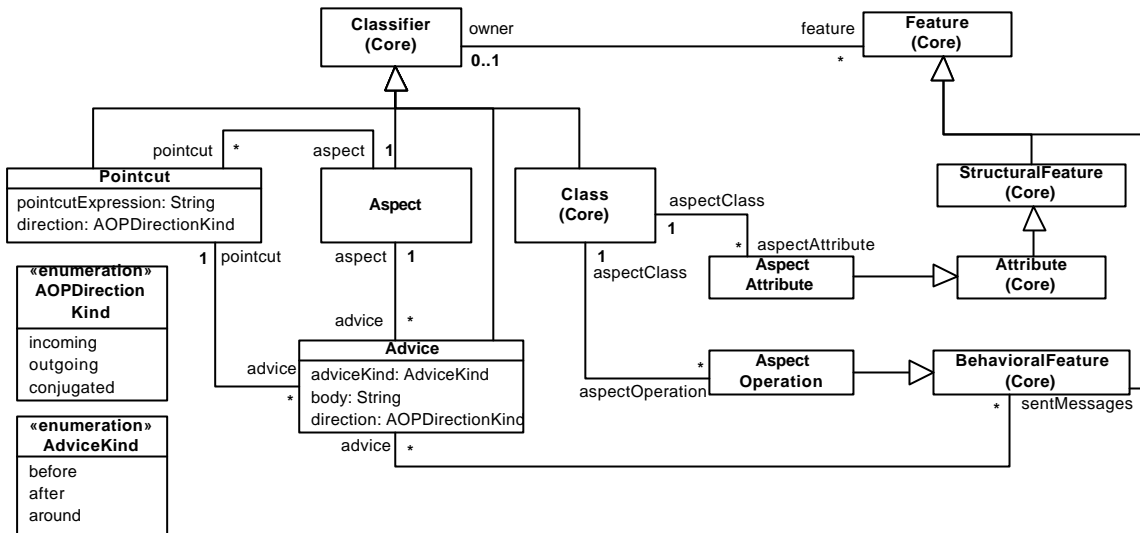 Classifier
(Core)
owner
0..1
feature
*
Feature
(Core)
pointcut
*
aspect
1
Pointcut
pointcutExpression: String
direction: AOPDirectionKind
Aspect
Class
(Core)
StructuralFeature
(Core)
aspectClass
1
*
aspectAttribute
1
pointcut
aspect
1
1
aspectClass
Aspect
Attribute
Attribute
(Core)
«enumeration»
AOPDirection
Kind
incoming
outgoing
conjugated
advice
*
Advice
adviceKind: AdviceKind
body: String
direction: AOPDirectionKind
advice
*
*
aspectOperation
Aspect
Operation
BehavioralFeature
(Core)
*
sentMessages
«enumeration»
AdviceKind
before
after
around
advice
*